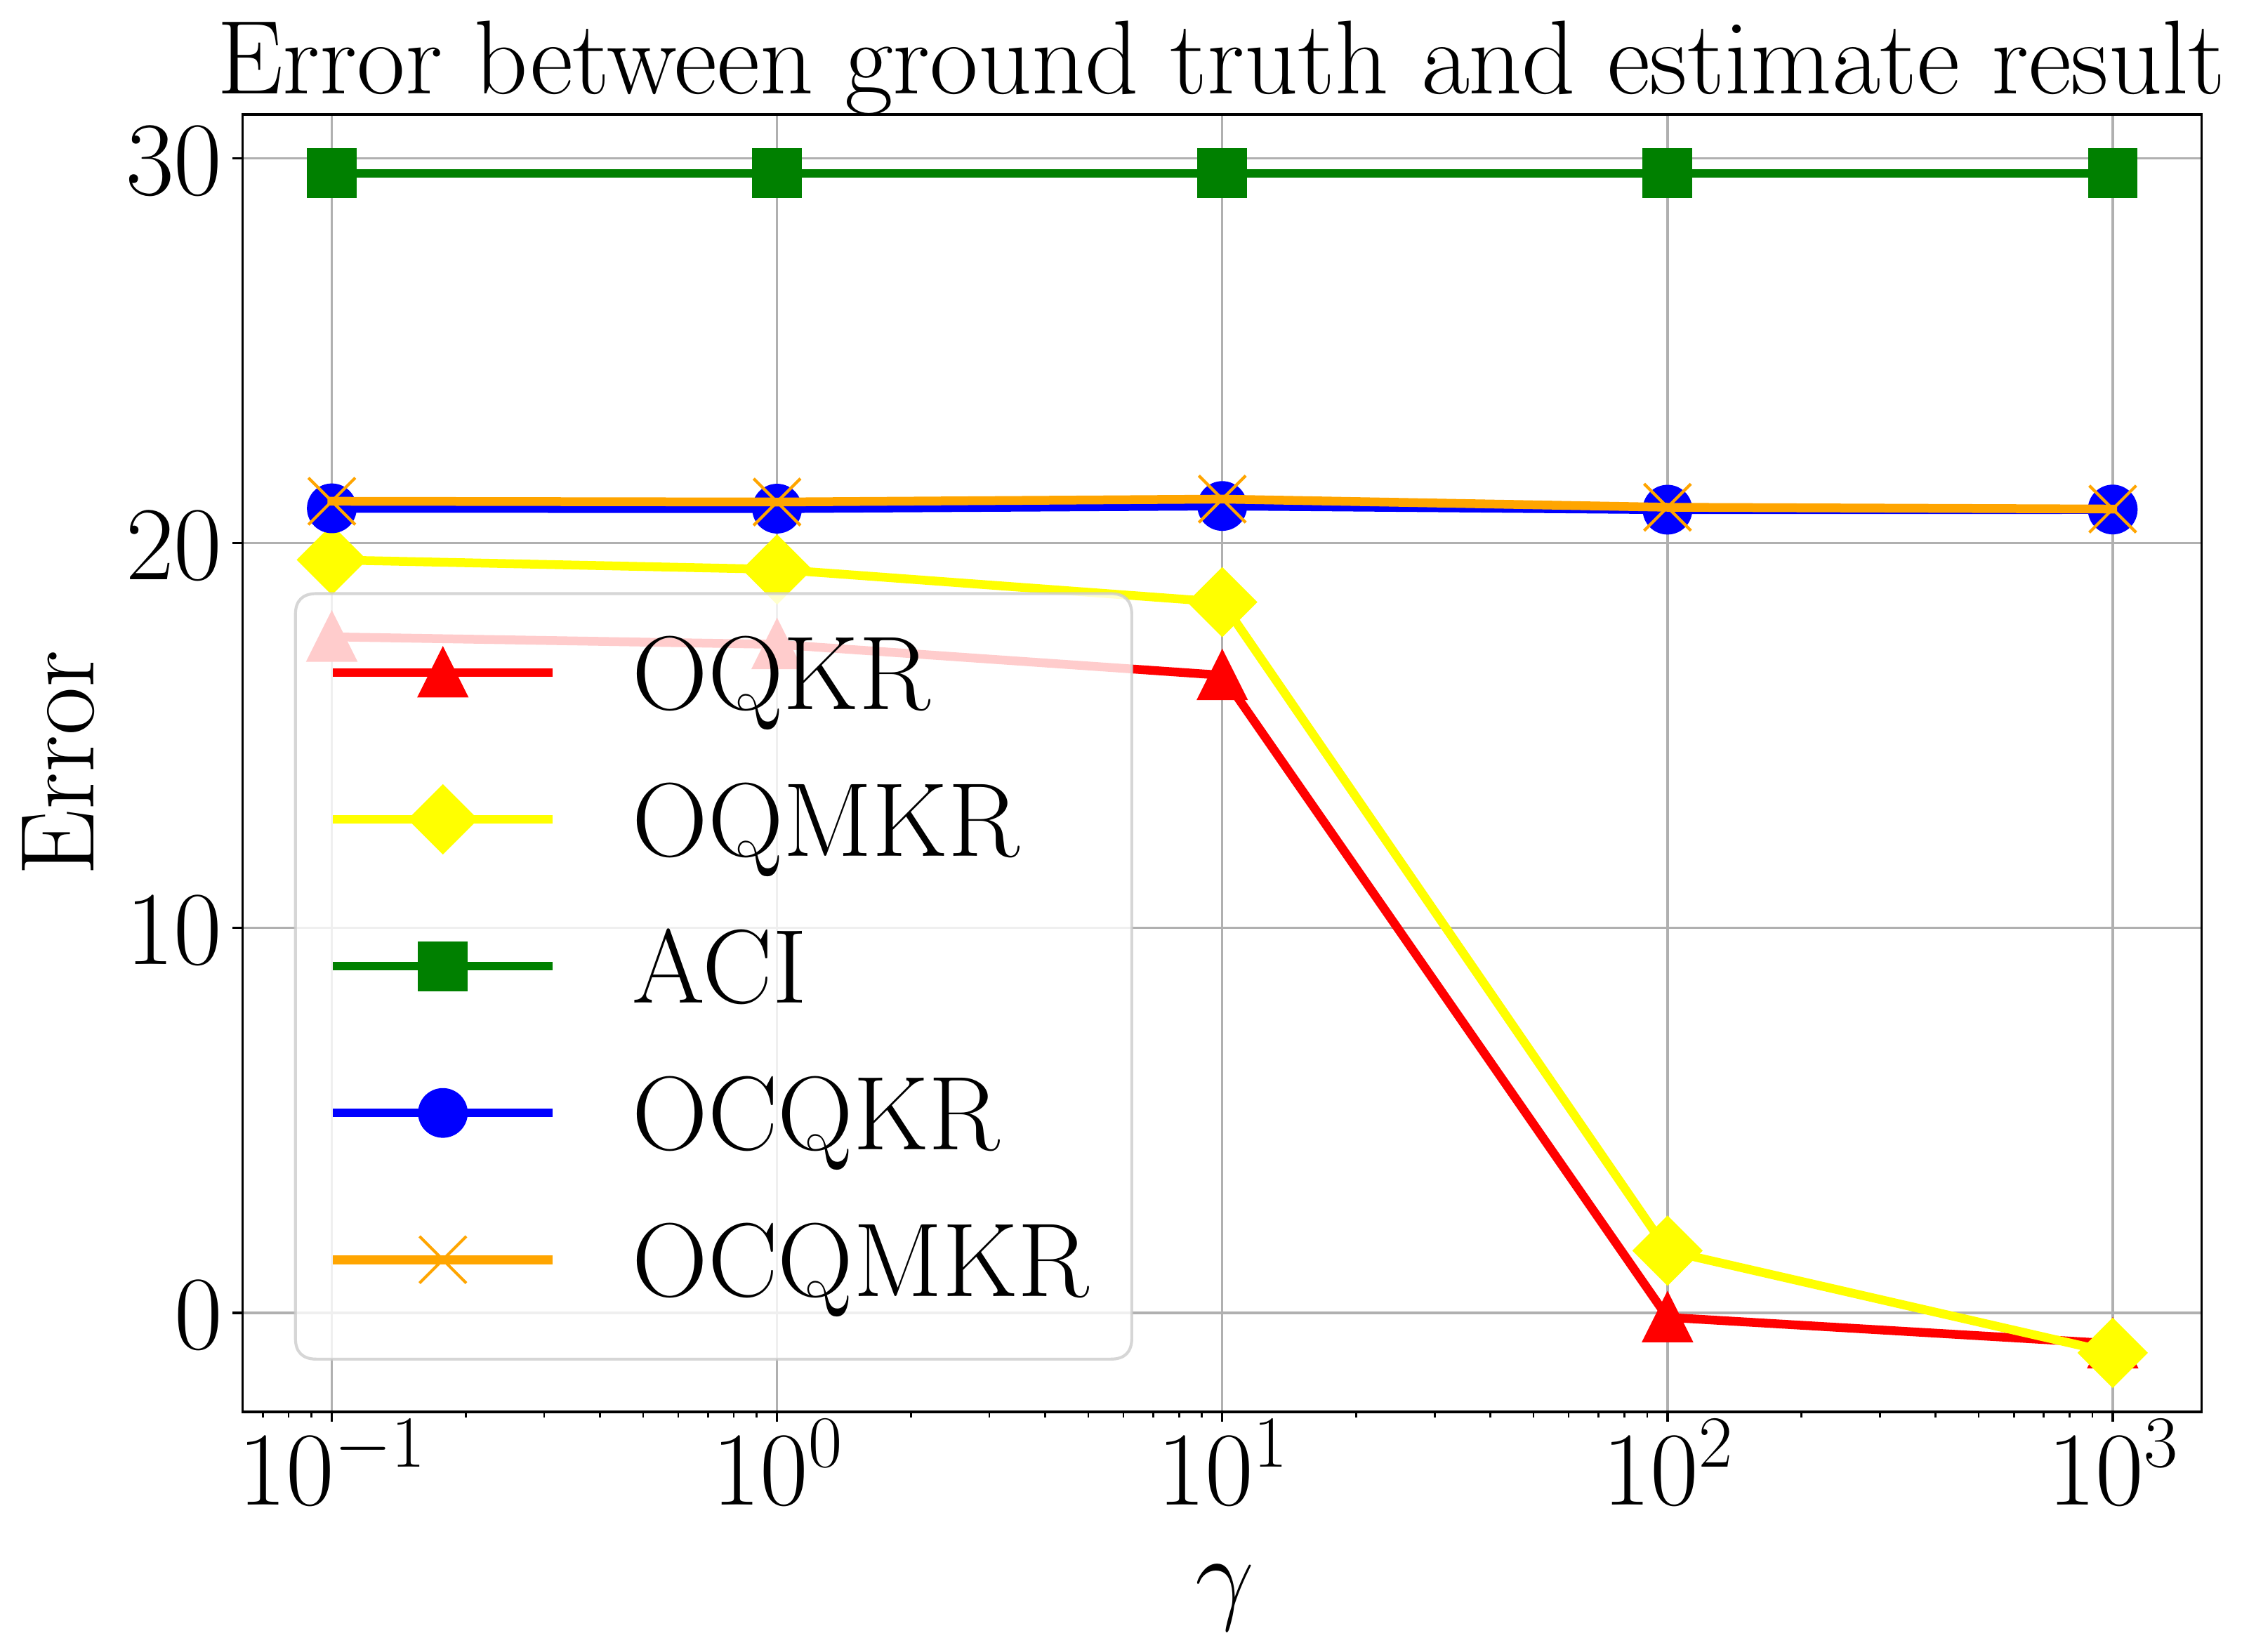 Error between ground truth and estimate result
Error
30
20
10
0
OQKR
OQMKR
ACI
OCQKR
OCQMKR
10⁻¹ 10⁰ 10¹ 10² 10³
γ